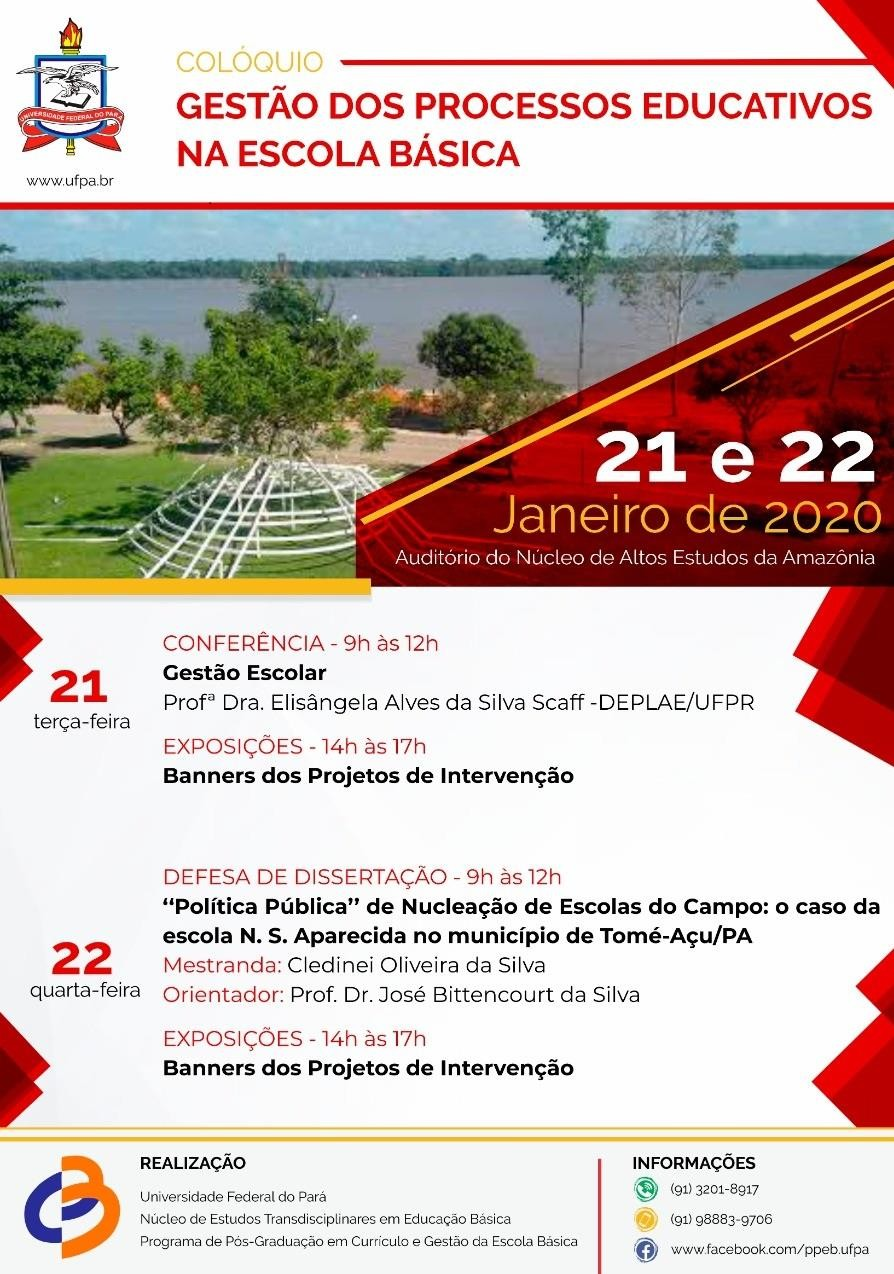 UNIVERSIDADE FEDERAL DO PARÁ
www.ufpa.br
COLÓQUIO
GESTÃO DOS PROCESSOS EDUCATIVOS
NA ESCOLA BÁSICA
21 e 22
Janeiro de 2020
Auditório do Núcleo de Altos Estudos da Amazônia
21
terça-feira
CONFERÊNCIA - 9h às 12h
Gestão Escolar
Profª Dra. Elisângela Alves da Silva Scaff -DEPLAE/UFPR
EXPOSIÇÕES - 14h às 17h
Banners dos Projetos de Intervenção
22
quarta-feira
DEFESA DE DISSERTAÇÃO - 9h às 12h
“Política Pública” de Nucleação de Escolas do Campo: o caso da
escola N. S. Aparecida no município de Tomé-Açu/PA
Mestranda: Cledinei Oliveira da Silva
Orientador: Prof. Dr. José Bittencourt da Silva
EXPOSIÇÕES - 14h às 17h
Banners dos Projetos de Intervenção
REALIZAÇÃO
Universidade Federal do Pará
Núcleo de Estudos Transdisciplinares em Educação Básica
Programa de Pós-Graduação em Currículo e Gestão da Escola Básica
INFORMAÇÕES
(91) 3201-8917
(91) 98883-9706
www.facebook.com/ppeb.ufpa